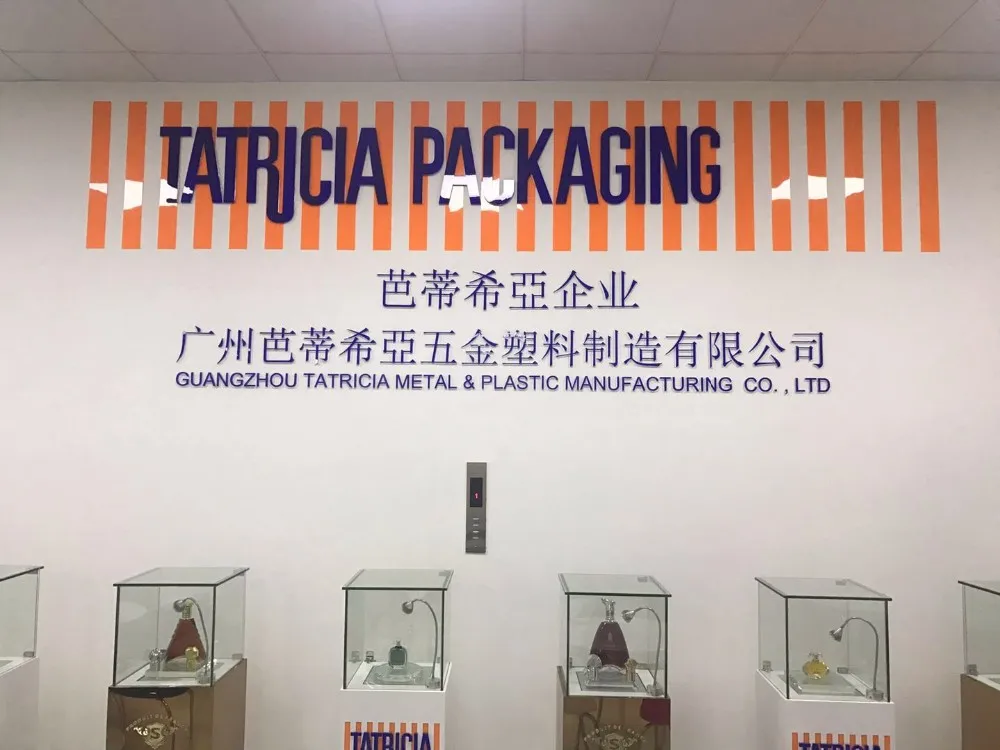 TATRICIA PACKAGING
芭蒂希亞企业
广州芭蒂希亞五金塑料制造有限公司
GUANGZHOU TATRICIA METAL & PLASTIC MANUFACTURING CO., LTD
1
TATRICIA
TATRICIA